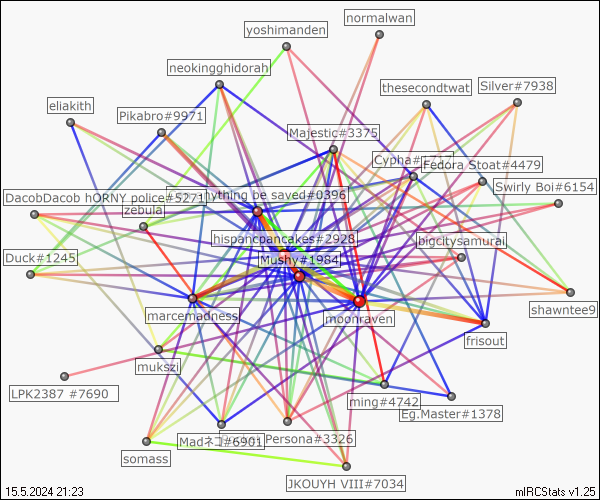 normalwan
yoshimanden
neokingghidorah
thesecondtwat
Silver#7938
eliakith
Pikabro#9971
Majestic#3375
Cypha#
Fedora Stoat#4479
Swirly Boi#6154
DacobDacob hORNY police#5271
ything be saved#0396
zebula
hispancpancakes#2928
bigcitysamurai
Duck#1245
Mushy#1984
marcemadness
moonraven
shawntee9
frisout
mukszi
LPK2387 #7690
ming#4742
Eg.Master#1378
Madネコ#6901
Persona#3326
somass
JKOUYH VIII#7034
15.5.2024 21:23
mIRCStats v1.25